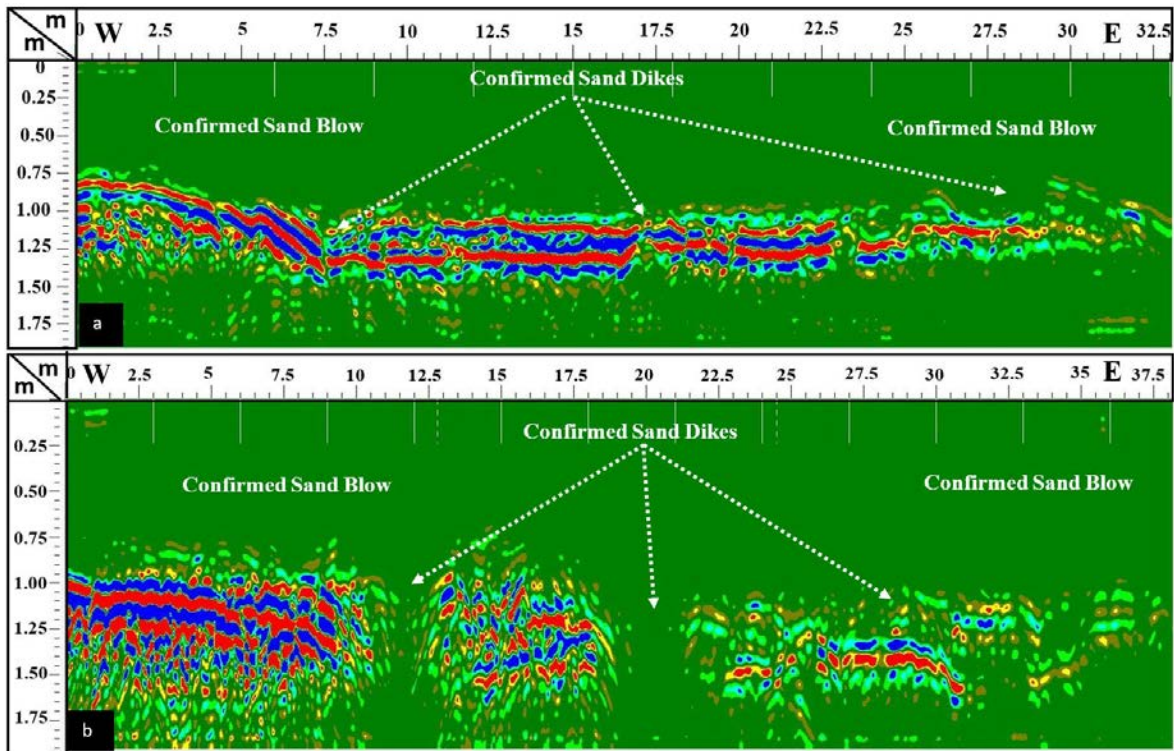 m
m
0 W 2.5 5 7.5 10 12.5 15 17.5 20 22.5 25 27.5 30 E 32.5
0
Confirmed Sand Dikes
0.25
Confirmed Sand Blow
Confirmed Sand Blow
0.50
0.75
1.00
1.25
1.50
1.75
a
m
m
0 W 2.5 5 7.5 10 12.5 15 17.5 20 22.5 25 27.5 30 32.5 35 E 37.5
0.25
Confirmed Sand Dikes
Confirmed Sand Blow
Confirmed Sand Blow
0.50
0.75
1.00
1.25
1.50
1.75
b